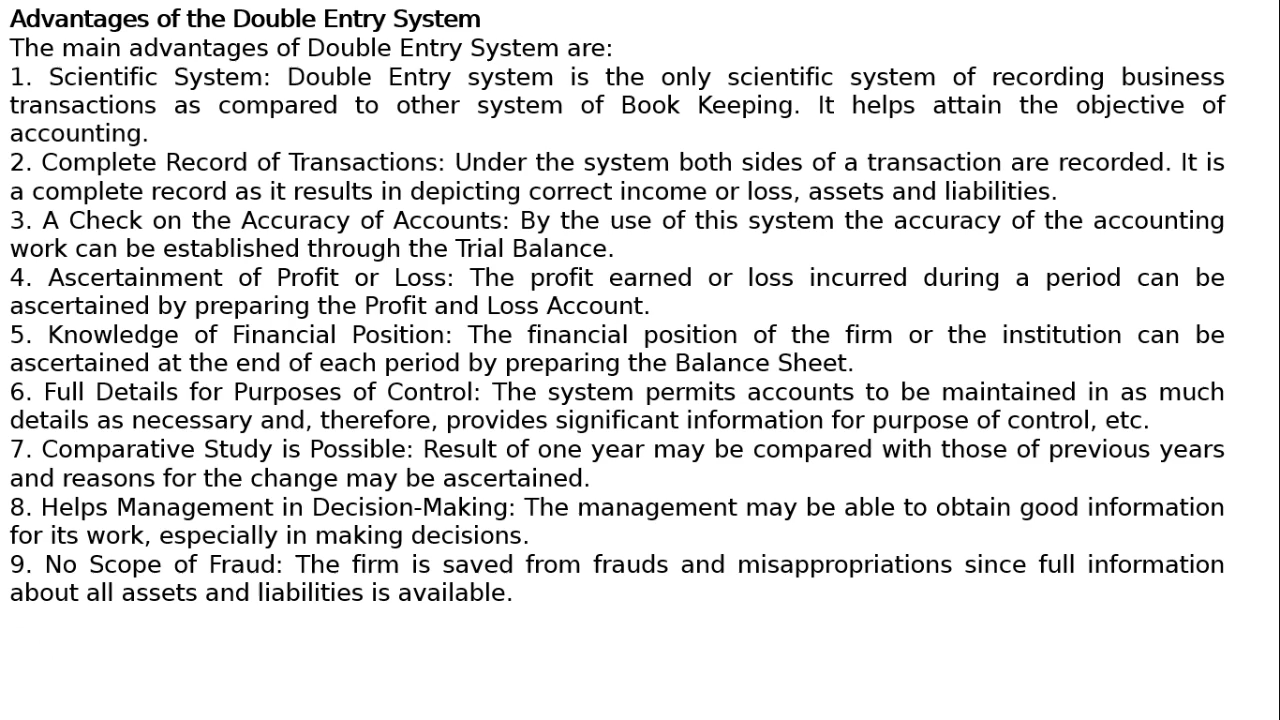 Advantages of the Double Entry System
The main advantages of Double Entry System are:
1. Scientific System: Double Entry system is the only scientific system of recording business
transactions as compared to other system of Book Keeping. It helps attain the objective of
accounting.
2. Complete Record of Transactions: Under the system both sides of a transaction are recorded. It is
a complete record as it results in depicting correct income or loss, assets and liabilities.
3. A Check on the Accuracy of Accounts: By the use of this system the accuracy of the accounting
work can be established through the Trial Balance.
4. Ascertainment of Profit or Loss: The profit earned or loss incurred during a period can be
ascertained by preparing the Profit and Loss Account.
5. Knowledge of Financial Position: The financial position of the firm or the institution can be
ascertained at the end of each period by preparing the Balance Sheet.
6. Full Details for Purposes of Control: The system permits accounts to be maintained in as much
details as necessary and, therefore, provides significant information for purpose of control, etc.
7. Comparative Study is Possible: Result of one year may be compared with those of previous years
and reasons for the change may be ascertained.
8. Helps Management in Decision-Making: The management may be able to obtain good information
for its work, especially in making decisions.
9. No Scope of Fraud: The firm is saved from frauds and misappropriations since full information
about all assets and liabilities is available.